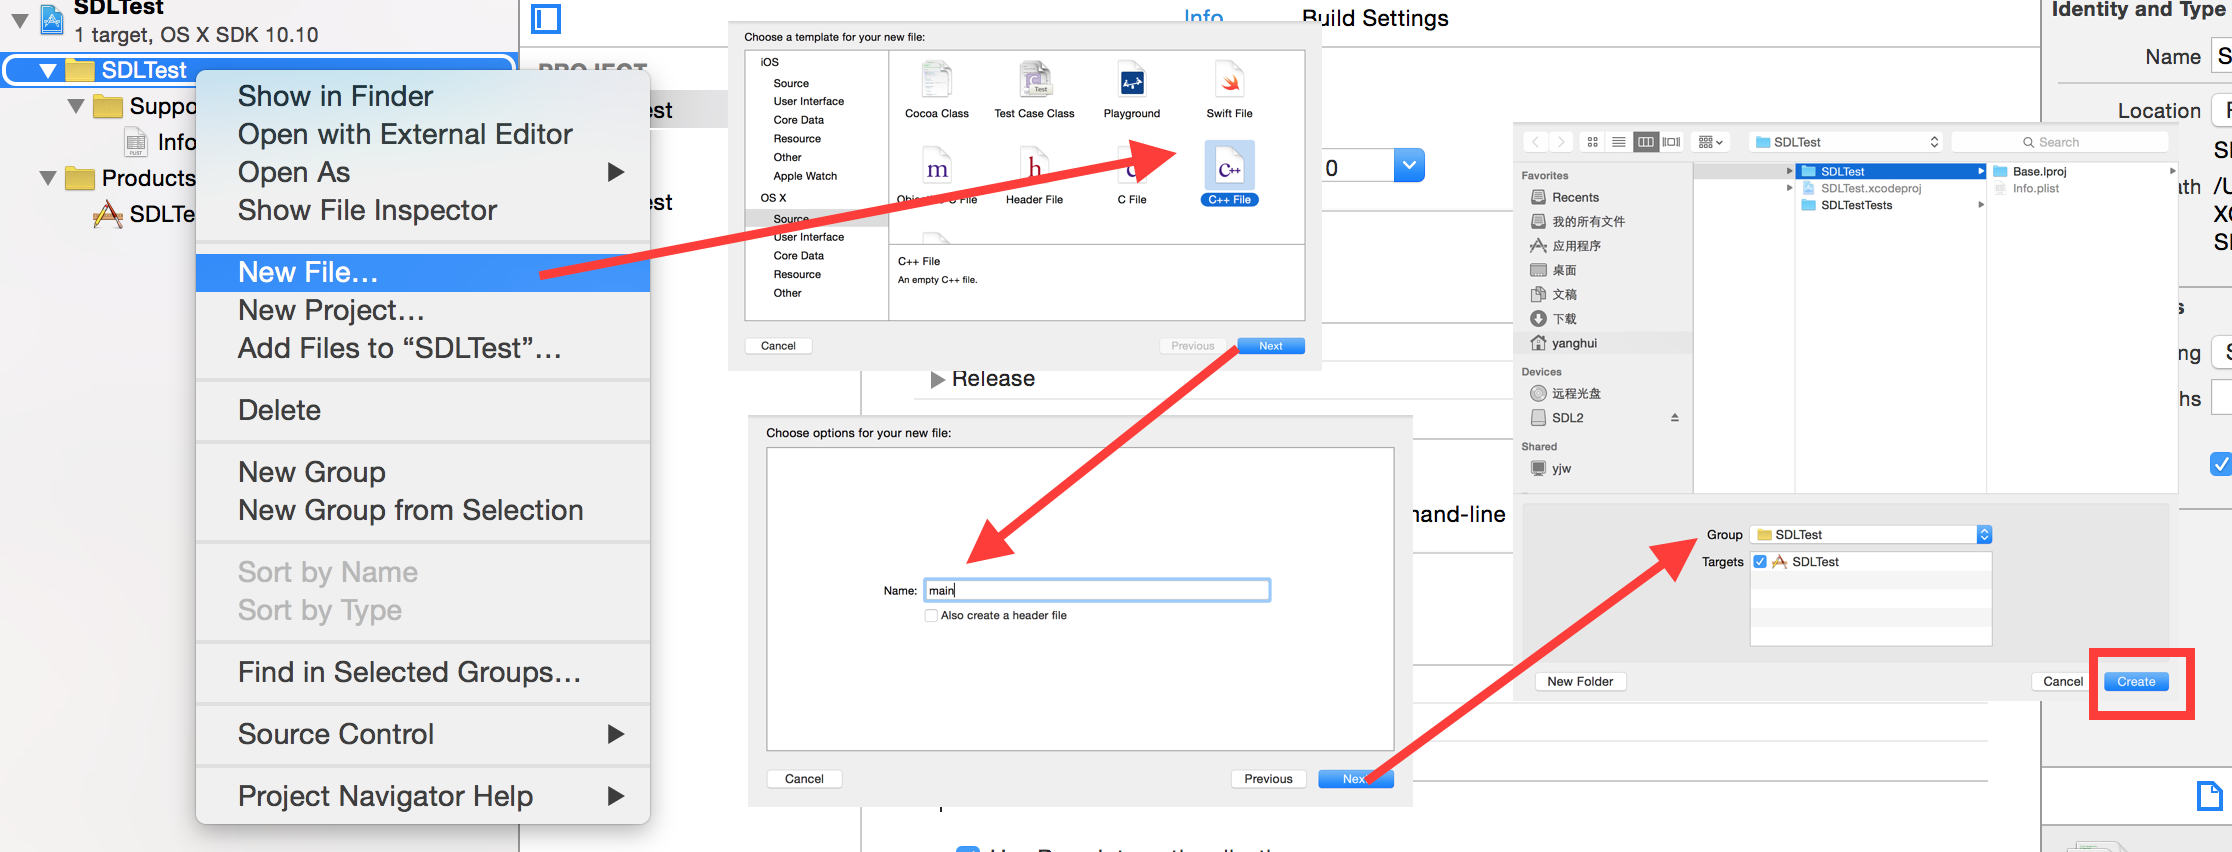 SDLTest
1 target, OS X SDK 10.10
SDLTest
Suppo
Info
Products
SDLTe
Show in Finder
Open with External Editor
Open As
Show File Inspector
New File...
New Project...
Add Files to “SDLTest”...
Delete
New Group
New Group from Selection
Sort by Name
Sort by Type
Find in Selected Groups...
Source Control
Project Navigator Help
Info
Build Settings
PROJECT
est
est
0
Release
mand-line
Choose a template for your new file:
iOS
Source
User Interface
Core Data
Resource
Other
Apple Watch
OS X
Source
User Interface
Core Data
Resource
Other
Cocoa Class
Test Case Class
Playground
Swift File
Header File
C File
C++ File
C++ File
An empty C++ file.
Cancel
Previous
Next
Choose options for your new file:
Name: main
Also create a header file
Cancel
Previous
Next
SDLTest
Search
Favorites
Recents
我的所有文件
应用程序
桌面
文稿
下载
yanghui
Devices
远程光盘
SDL2
Shared
yjw
SDLTest
SDLTest.xcodeproj
SDLTestTests
Base.lproj
Info.plist
Group SDLTest
Targets SDLTest
New Folder
Cancel
Create
Identity and Type
Name S
Location
ath /U